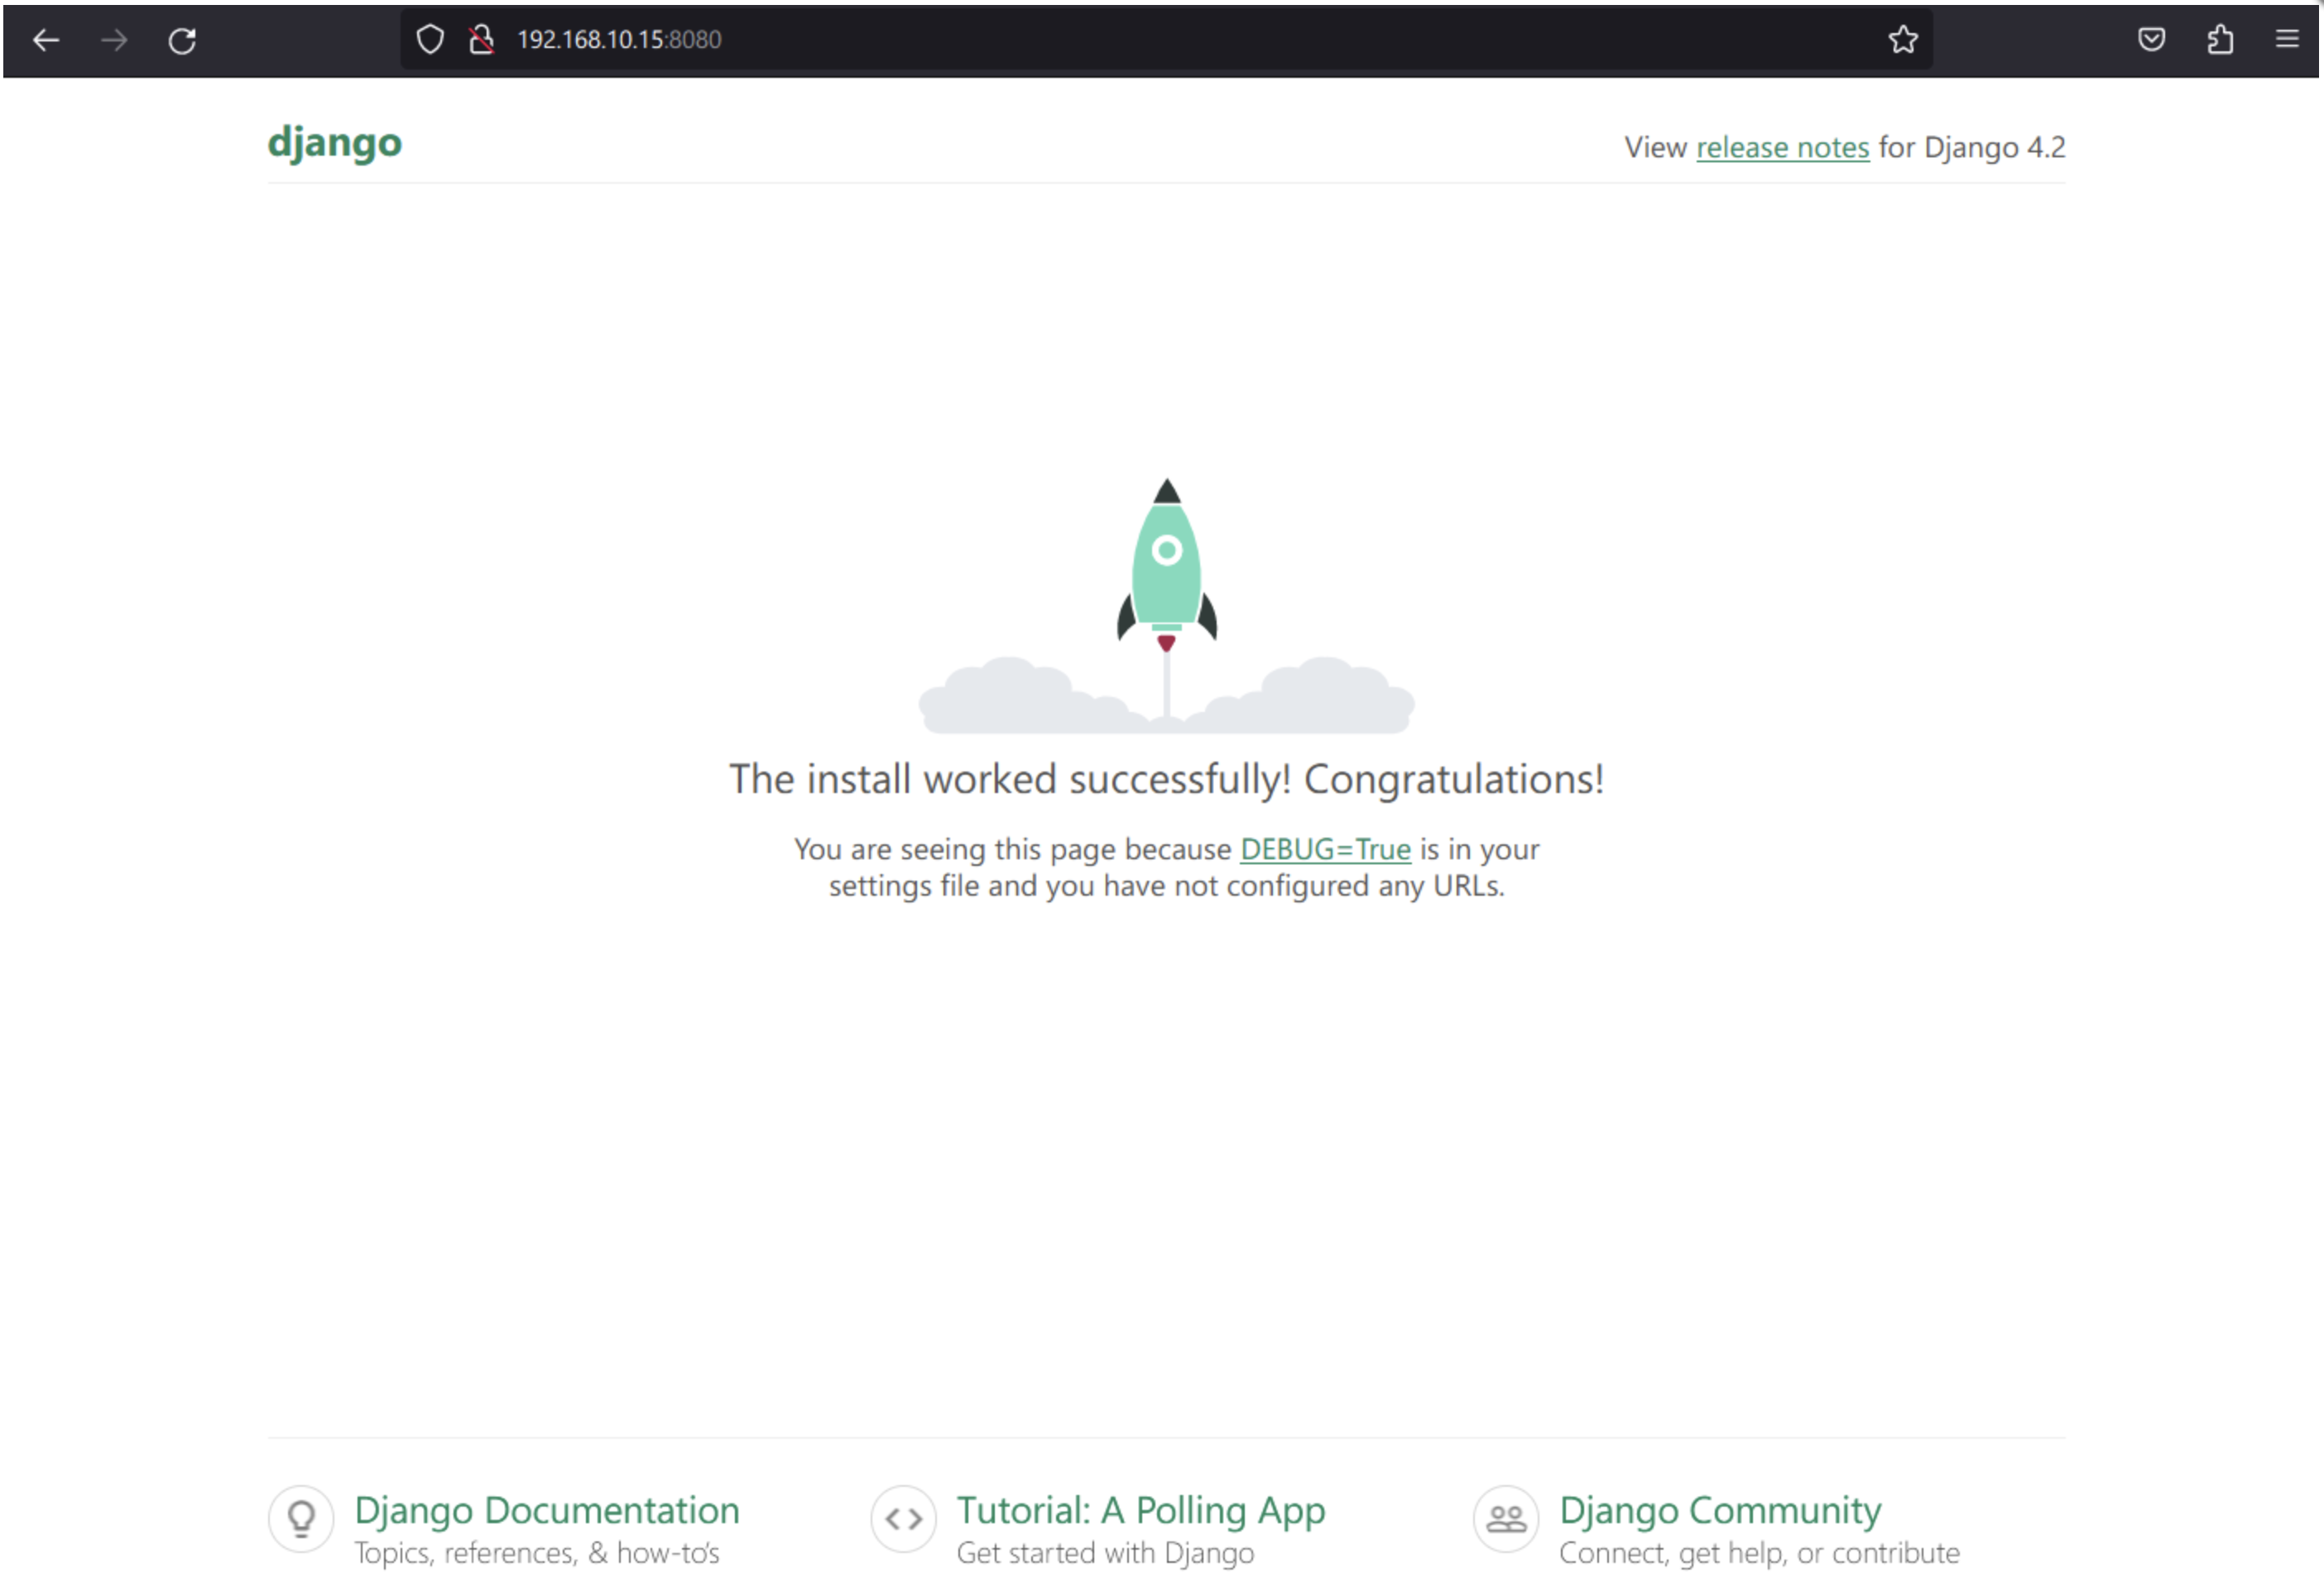 192.168.10.15:8080
django
View release notes for Django 4.2
The install worked successfully! Congratulations!
You are seeing this page because DEBUG=True is in your
settings file and you have not configured any URLs.
Django Documentation
Topics, references, & how-to's
Tutorial: A Polling App
Get started with Django
Django Community
Connect, get help, or contribute